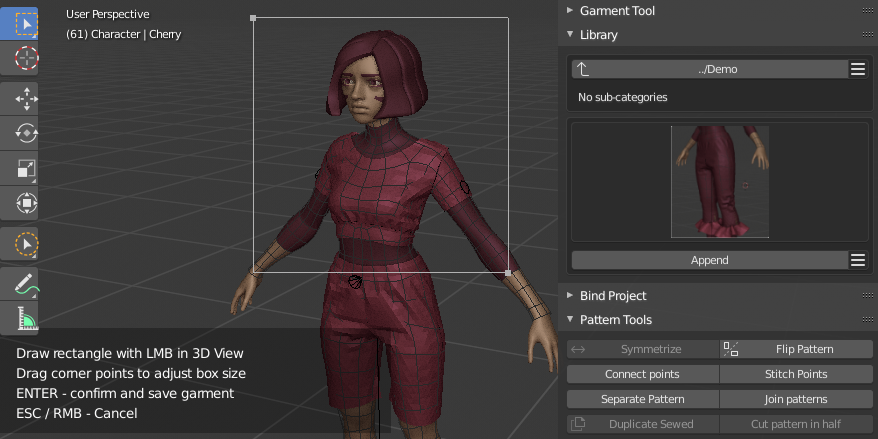 User Perspective
(61) Character | Cherry
Draw rectangle with LMB in 3D View
Drag corner points to adjust box size
ENTER - confirm and save garment
ESC / RMB - Cancel
Garment Tool
Library
../Demo
No sub-categories
Append
Bind Project
Pattern Tools
Symmetrize
Flip Pattern
Connect points
Stitch Points
Separate Pattern
Join patterns
Duplicate Sewed
Cut pattern in half